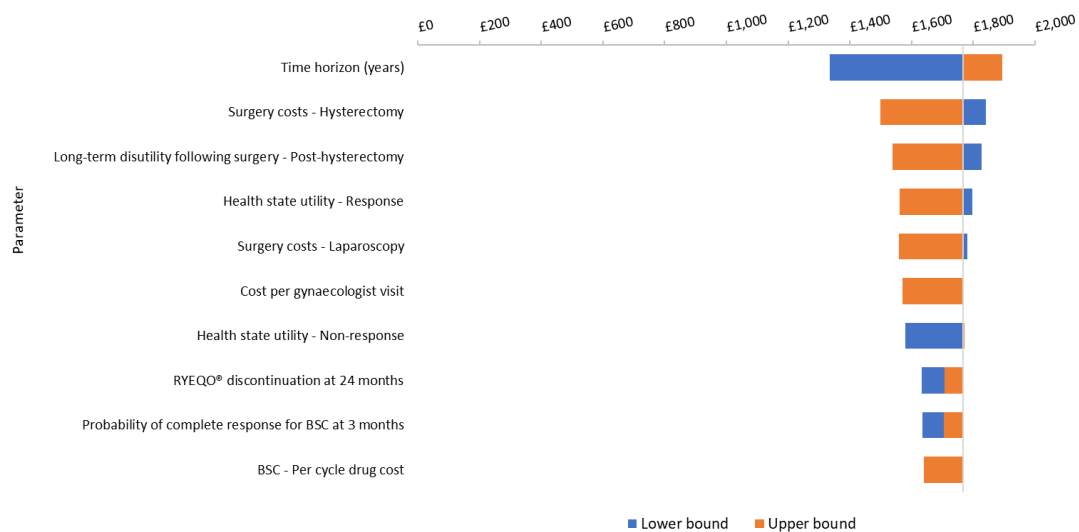 £0 £200 £400 £600 £800 £1,000 £1,200 £1,400 £1,600 £1,800 £2,000
Parameter
Time horizon (years)
Surgery costs - Hysterectomy
Long-term disutility following surgery - Post-hysterectomy
Health state utility - Response
Surgery costs - Laparoscopy
Cost per gynaecologist visit
Health state utility - Non-response
RYEQO® discontinuation at 24 months
Probability of complete response for BSC at 3 months
BSC - Per cycle drug cost
Lower bound Upper bound